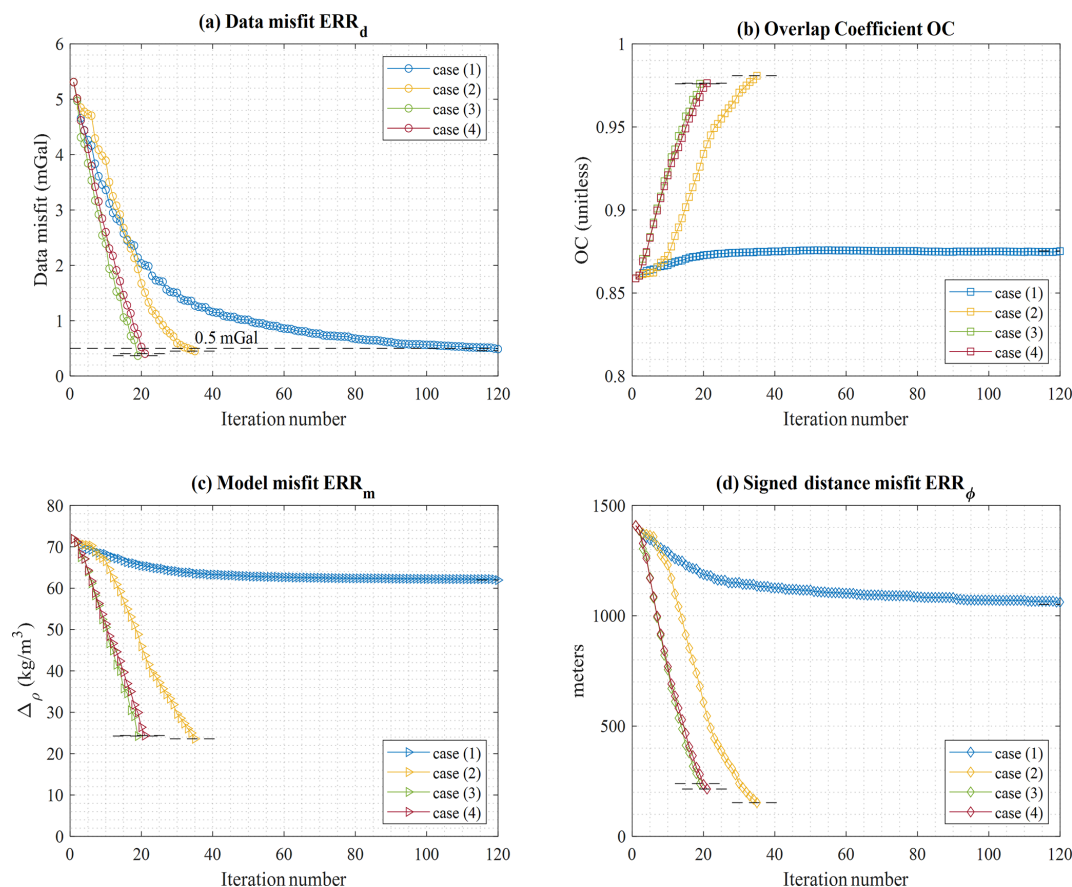 (a) Data misfit ERR_d
6
5
4
3
2
1
0
Data misfit (mGal)
case (1)
case (2)
case (3)
case (4)
0.5 mGal
0 20 40 60 80 100 120
Iteration number
(b) Overlap Coefficient OC
1
0.95
0.9
0.85
0.8
OC (unitless)
case (1)
case (2)
case (3)
case (4)
0 20 40 60 80 100 120
Iteration number
(c) Model misfit ERR_m
80
70
60
50
40
30
20
10
0
Δ_ρ (kg/m³)
case (1)
case (2)
case (3)
case (4)
0 20 40 60 80 100 120
Iteration number
(d) Signed distance misfit ERR_ϕ
1500
1000
500
0
meters
case (1)
case (2)
case (3)
case (4)
0 20 40 60 80 100 120
Iteration number